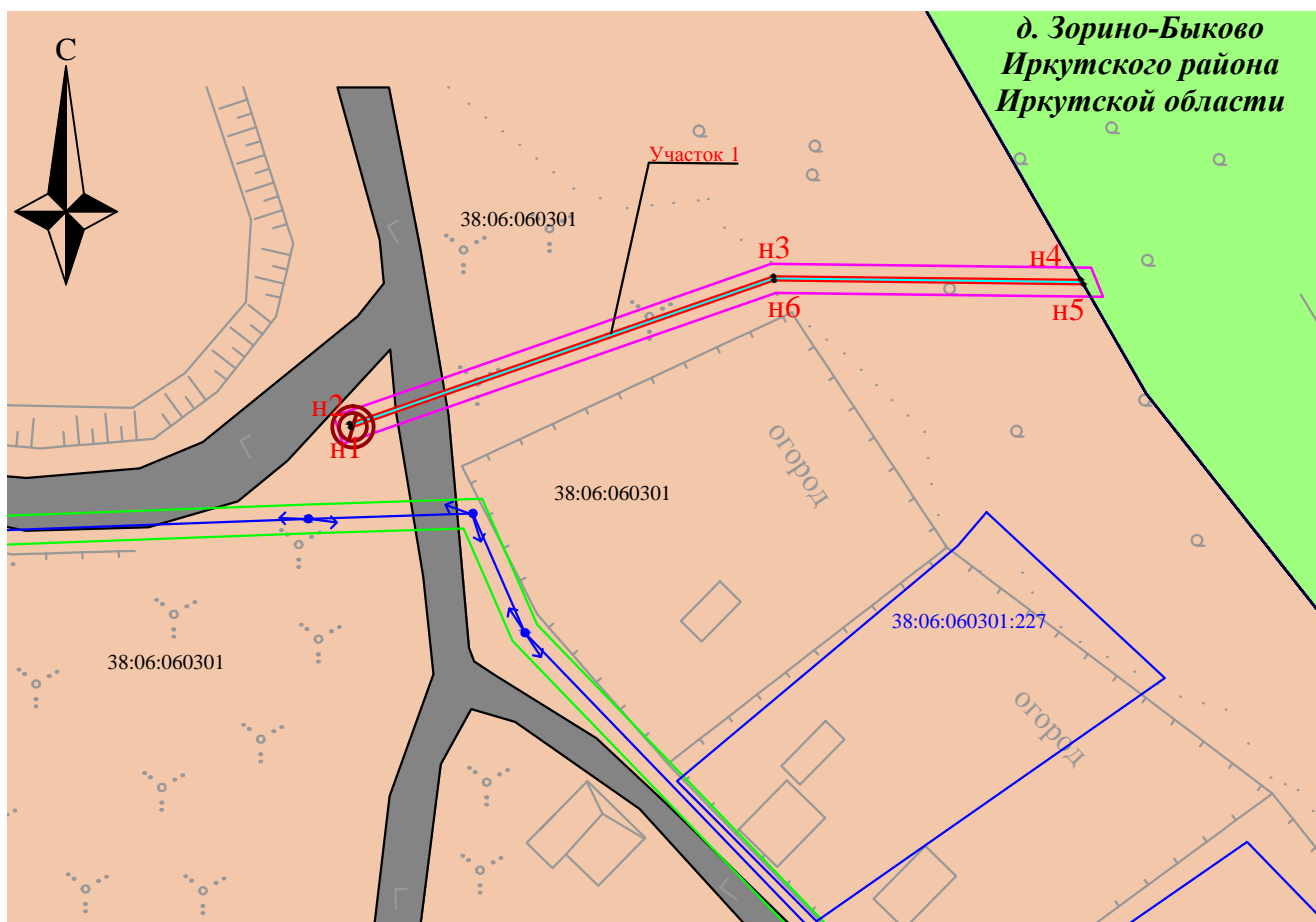 д. Зорино-Быково
Иркутского района
Иркутской области
С
Участок 1
38:06:060301
н3
н4
н6
н5
н2
н1
огород
38:06:060301
38:06:060301:227
38:06:060301
огород